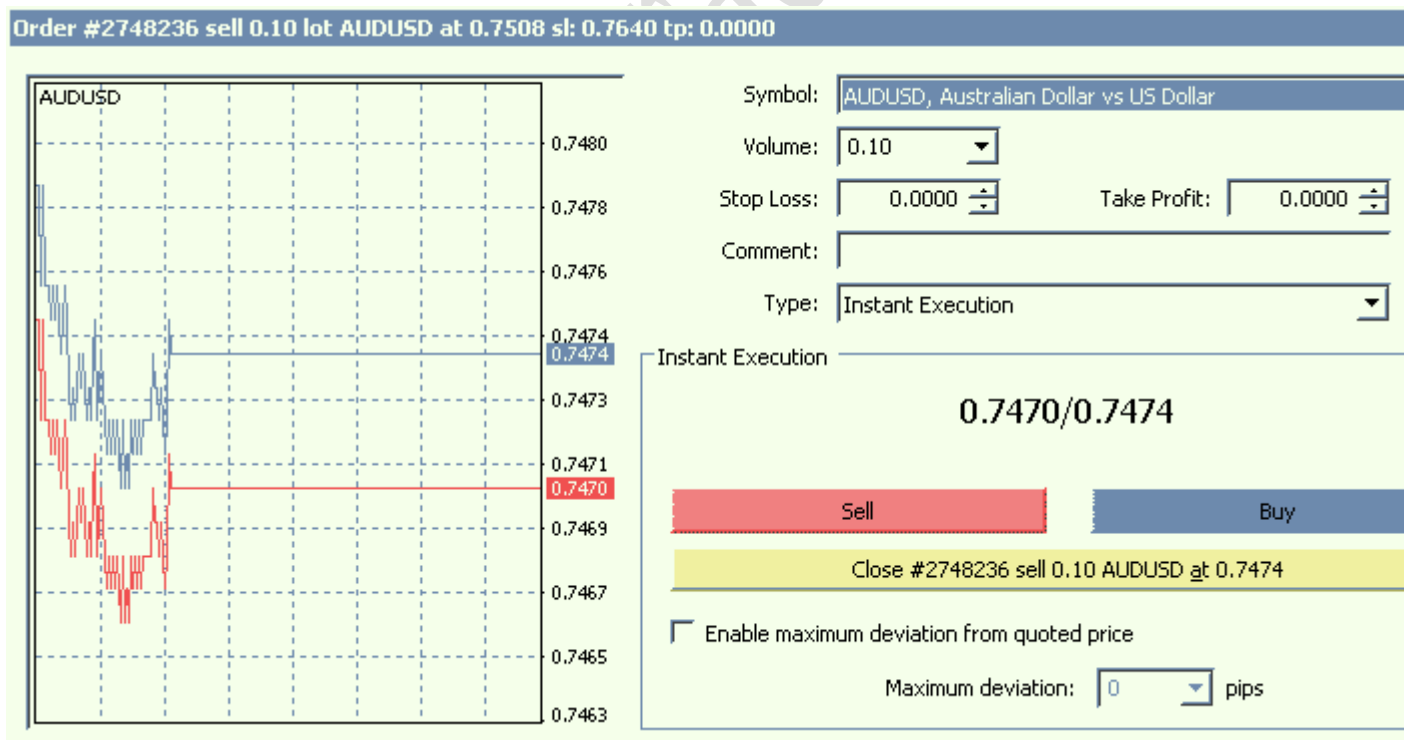 Order #2748236 sell 0.10 lot AUDUSD at 0.7508 sl: 0.7640 tp: 0.0000
AUDUSD
0.7480
0.7478
0.7476
0.7474
0.7474
0.7473
0.7471
0.7470
0.7469
0.7467
0.7465
0.7463
Symbol: AUDUSD, Australian Dollar vs US Dollar
Volume: 0.10
Stop Loss: 0.0000 Take Profit: 0.0000
Comment:
Type: Instant Execution
Instant Execution
0.7470/0.7474
Sell Buy
Close #2748236 sell 0.10 AUDUSD at 0.7474
Enable maximum deviation from quoted price
Maximum deviation: 0 pips